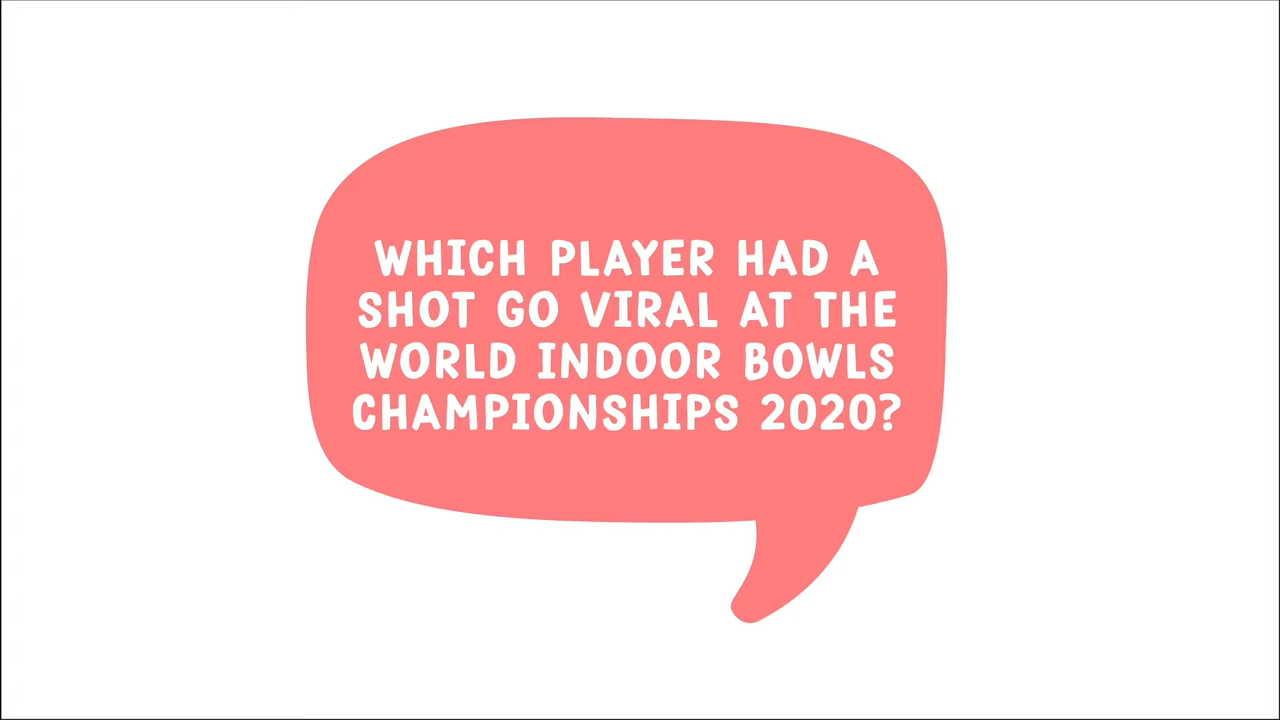 WHICH PLAYER HAD A
SHOT GO VIRAL AT THE
WORLD INDOOR BOWLS
CHAMPIONSHIPS 2020?